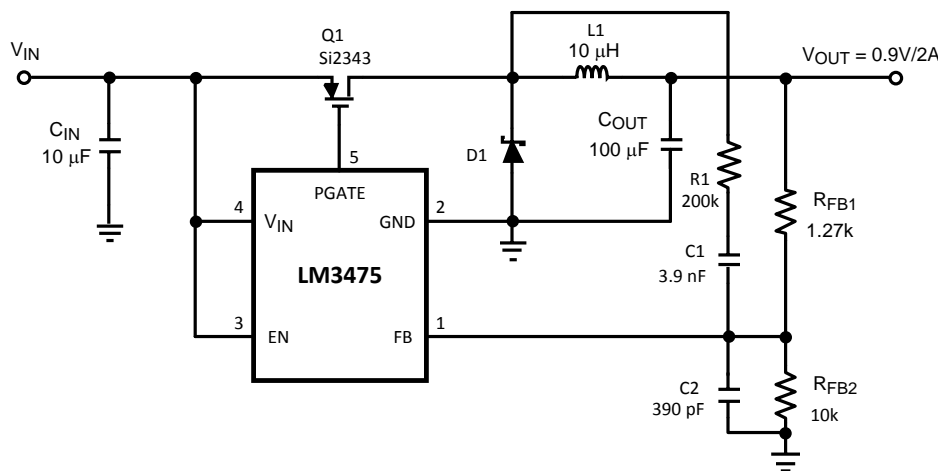 VIN
Q1
Si2343
L1
10 μH
VOUT = 0.9V/2A
CIN
10 μF
5
PGATE
4
VIN
GND
2
LM3475
3
EN
FB
1
D1
COUT
100 μF
R1
200k
RFB1
1.27k
C1
3.9 nF
C2
390 pF
RFB2
10k